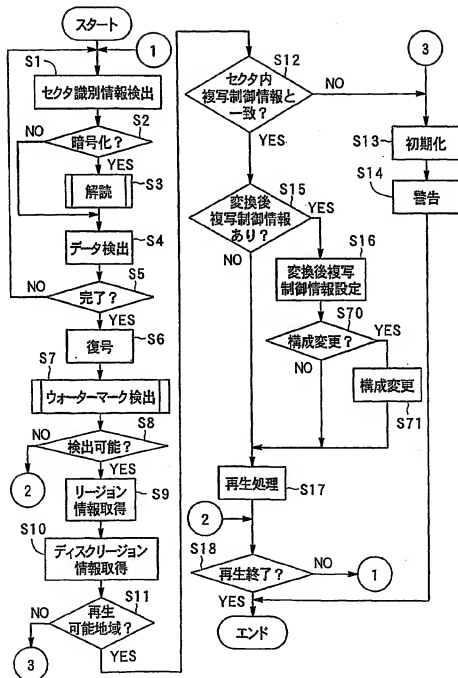 スタート
1
S1
セクタ識別情報検出
S2
NO
暗号化?
YES
解読
S3
データ検出
S4
S5
完了?
YES
復号
S6
S7
ウォーターマーク検出
S8
NO
検出可能?
2
YES
リージョン
情報取得
S9
S10
ディスクリージョン
情報取得
S11
NO
再生
可能地域?
3
YES
S12
セクタ内
複写制御情報と
一致?
NO
YES
3
S13
初期化
S14
警告
S15
変換後
複写制御情報
あり?
YES
NO
S16
変換後複写
制御情報設定
S70
構成変更?
YES
NO
構成変更
S71
再生処理
S17
2
S18
再生終了?
NO
1
YES
エンド